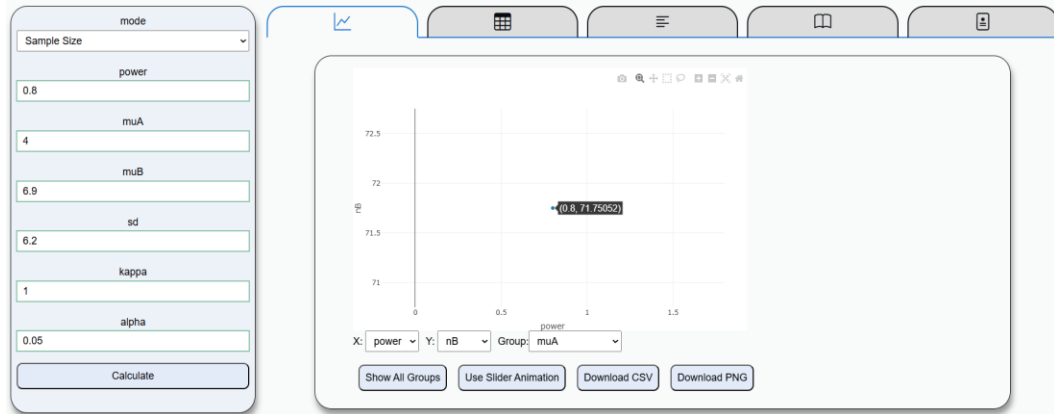 mode
Sample Size
power
0.8
muA
4
muB
6.9
sd
6.2
kappa
1
alpha
0.05
Calculate
72.5
72
71.5
71
nB
(0.8, 71.75052)
0 0.5 1 1.5
power
X: power Y: nB Group: muA
Show All Groups Use Slider Animation Download CSV Download PNG